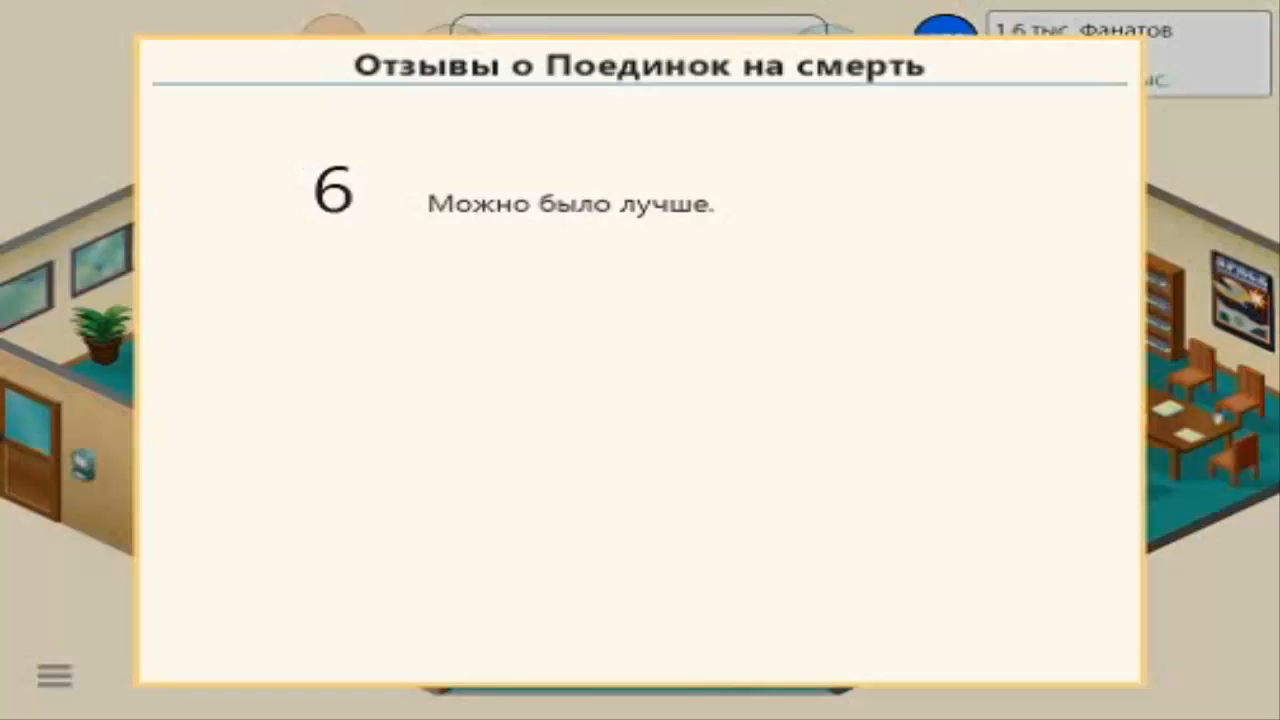 1.6 тыс. Фанатов
Отзывы о Поединок на смерть
6 Можно было лучше.